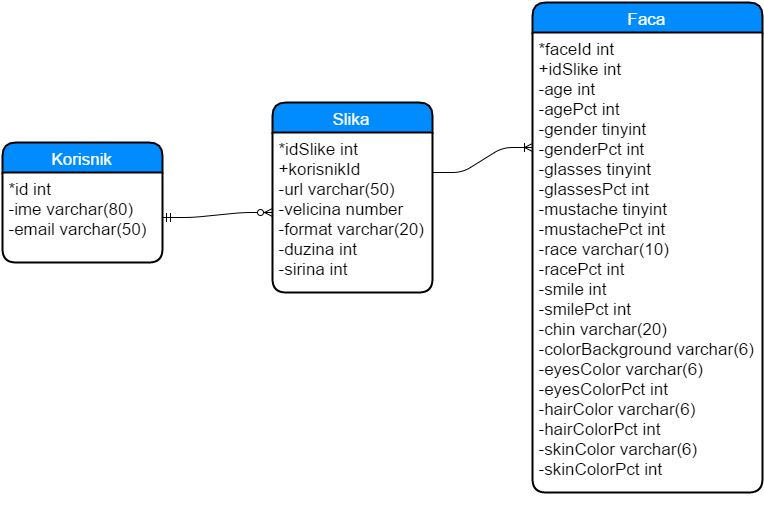 Korisnik
*id int
-ime varchar(80)
-email varchar(50)
Slika
*idSlike int
+korisnikId
-url varchar(50)
-velicina number
-format varchar(20)
-duzina int
-sirina int
Faca
*faceId int
+idSlike int
-age int
-agePct int
-gender tinyint
-genderPct int
-glasses tinyint
-glassesPct int
-mustache tinyint
-mustachePct int
-race varchar(10)
-racePct int
-smile int
-smilePct int
-chin varchar(20)
-colorBackground varchar(6)
-eyesColor varchar(6)
-eyesColorPct int
-hairColor varchar(6)
-hairColorPct int
-skinColor varchar(6)
-skinColorPct int